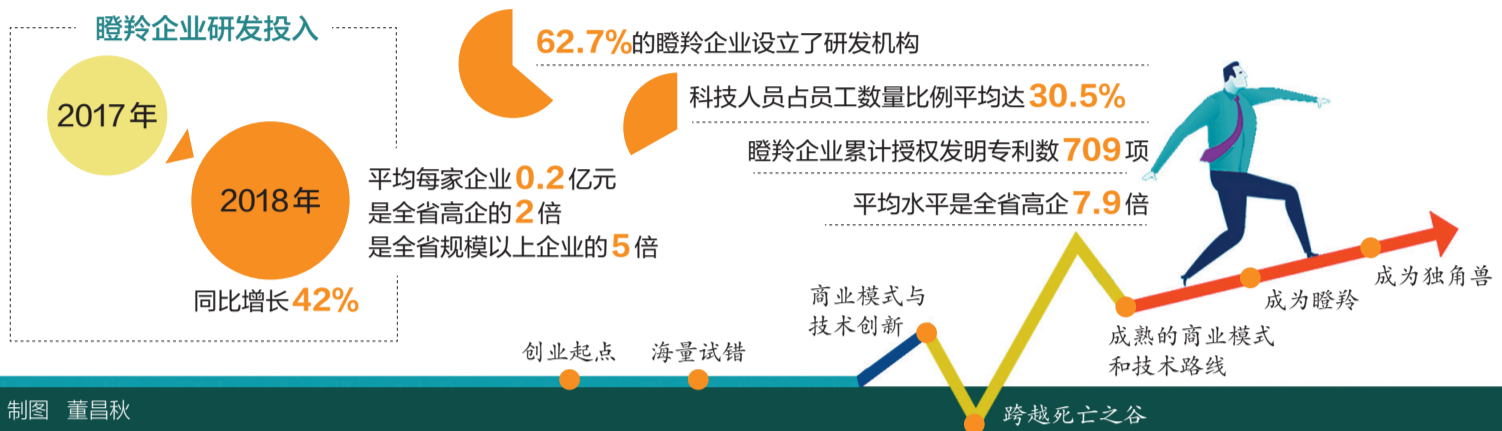 瞪羚企业研发投入
2017年
2018年
同比增长42%
平均每家企业0.2亿元
是全省高企的2倍
是全省规模以上企业的5倍
62.7%的瞪羚企业设立了研发机构
科技人员占员工数量比例平均达30.5%
瞪羚企业累计授权发明专利数709项
平均水平是全省高企7.9倍
创业起点
海量试错
商业模式与
技术创新
跨越死亡之谷
成熟的商业模式
和技术路线
成为瞪羚
成为独角兽
制图 董昌秋